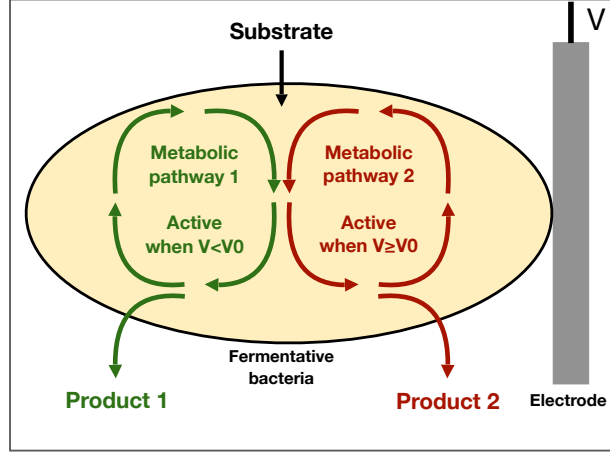 V
Substrate
Metabolic
pathway 1
Metabolic
pathway 2
Active
when V<V0
Active
when V≥V0
Fermentative
bacteria
Product 1
Product 2
Electrode